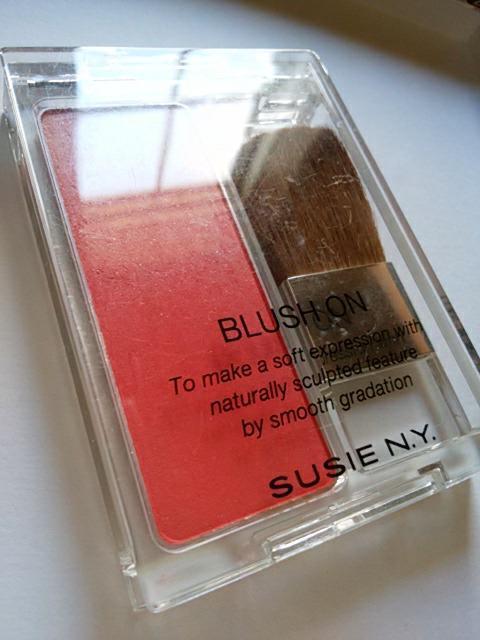 BLUSH ON
To make a soft expression with
naturally sculpted feature
by smooth gradation
SUSIE N.Y.